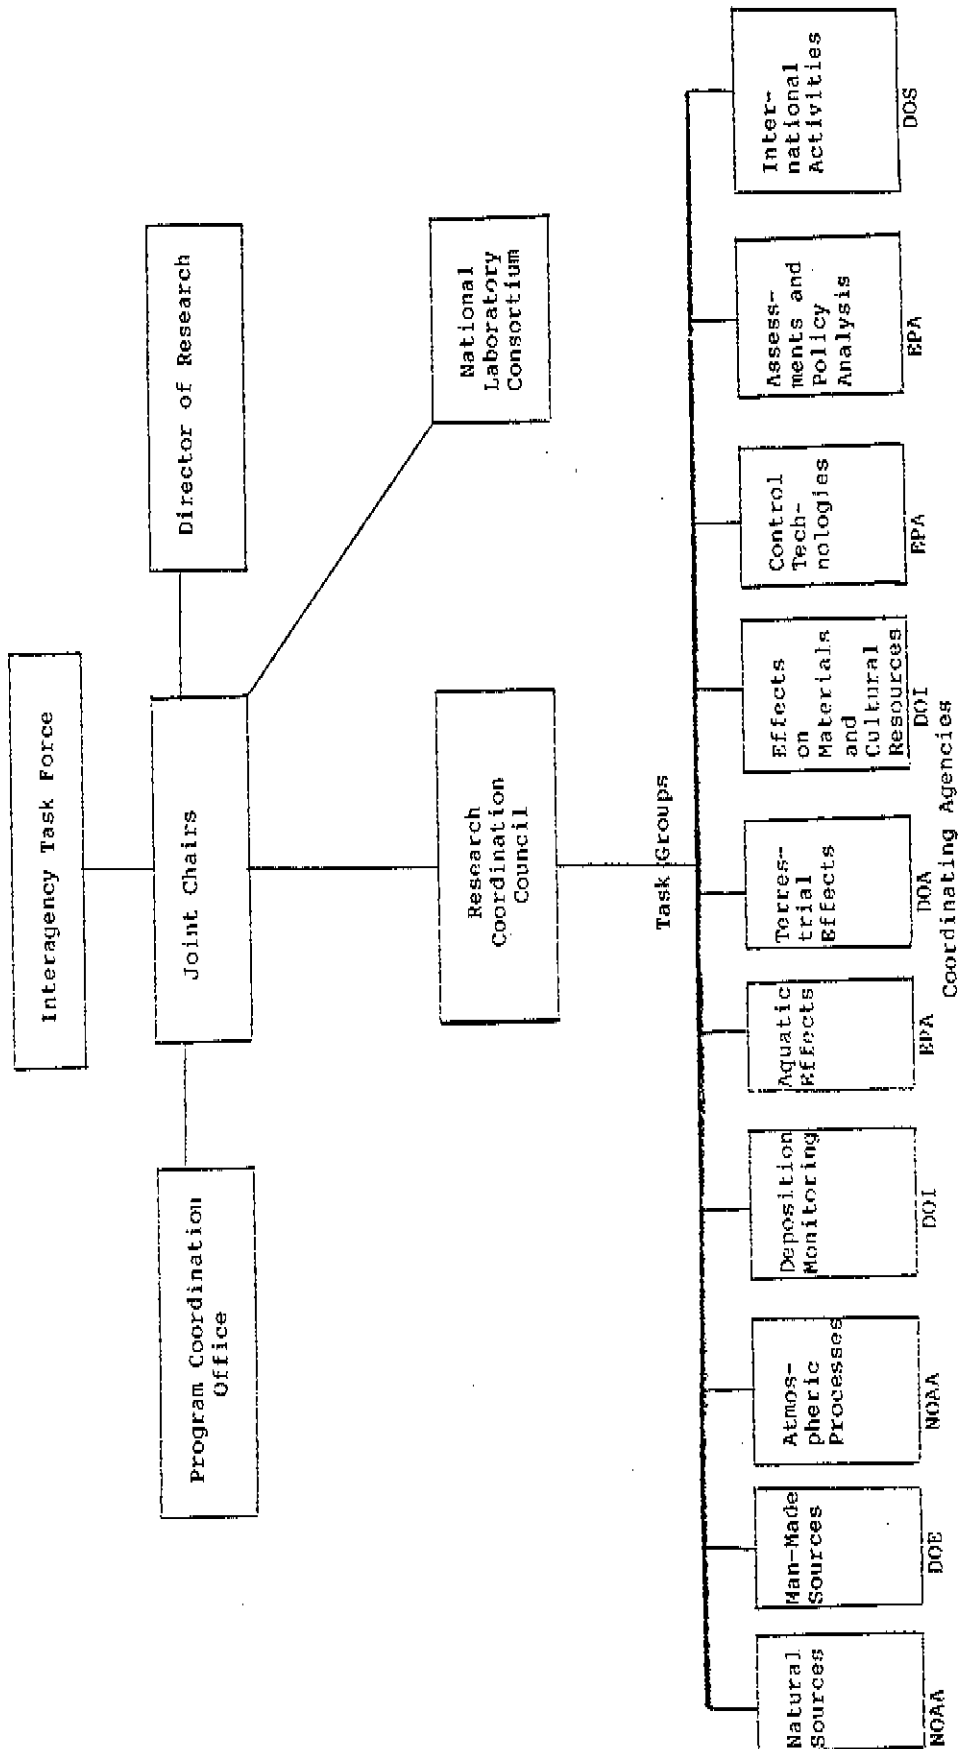 Interagency Task Force
Program Coordination
Office
Joint Chairs
Director of Research
Research
Coordination
Council
National
Laboratory
Consortium
Task Groups
Natural
Sources
NOAA
Man-Made
Sources
DOE
Atmos-
pheric
Processes
NOAA
Deposition
Monitoring
DOI
Aquatic
Effects
EPA
Terres-
trial
Effects
DOA
Effects
on
Materials
and
Cultural
Resources
DOI
Control
Tech-
nologies
EPA
Assess-
ments and
Policy
Analysis
EPA
Inter-
national
Activities
DOS
Coordinating Agencies